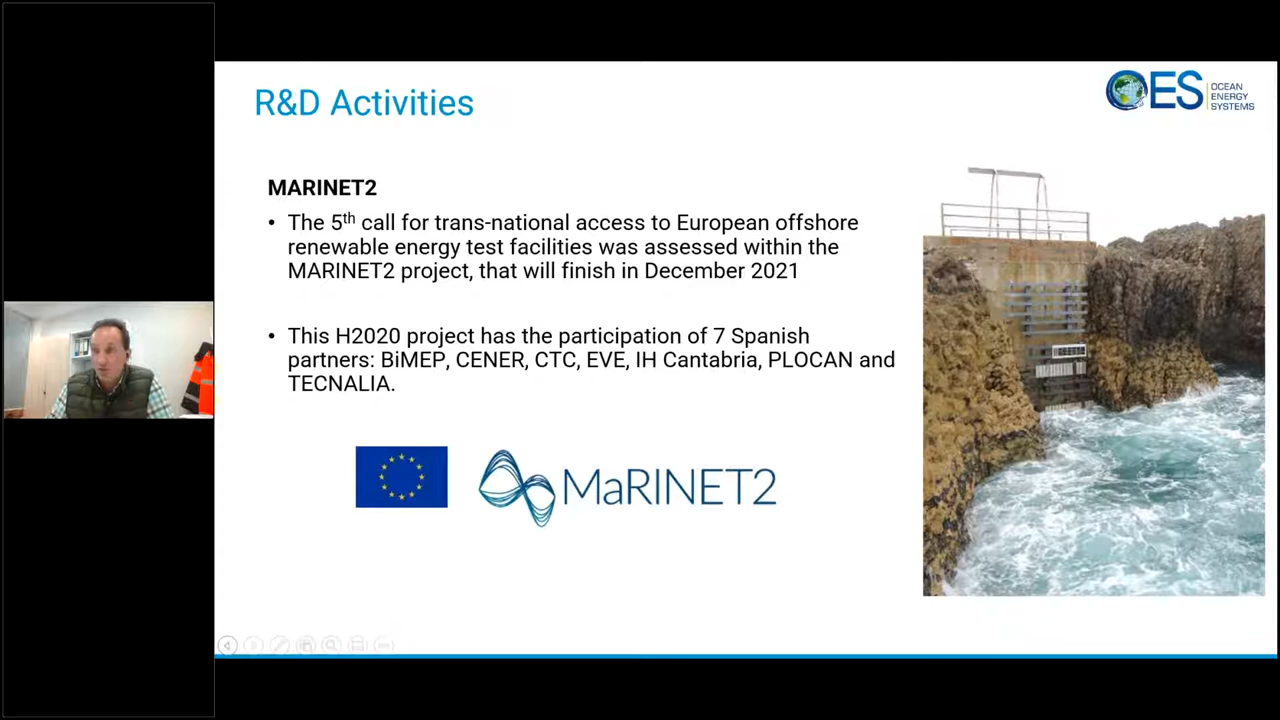 R&D Activities
OES
OCEAN
ENERGY
SYSTEMS
MARINET2
• The 5th call for trans-national access to European offshore
renewable energy test facilities was assessed within the
MARINET2 project, that will finish in December 2021
• This H2020 project has the participation of 7 Spanish
partners: BiMEP, CENER, CTC, EVE, IH Cantabria, PLOCAN and
TECNALIA.
MaRINET2